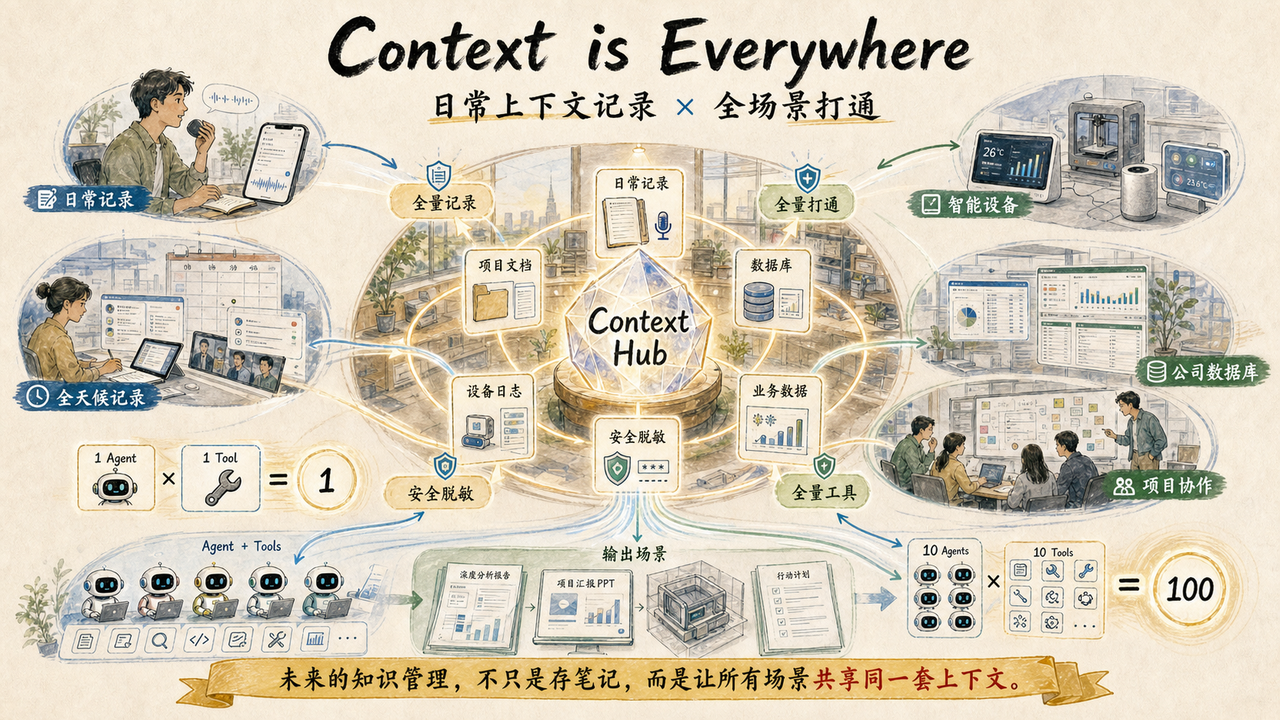 Context is Everywhere
日常上下文记录 × 全场景打通
日常记录
全天候记录
全量记录
全量打通
日常记录
项目文档
数据库
Context
Hub
设备日志
业务数据
安全脱敏
***
安全脱敏
全量工具
智能设备
26°C
23.6°C
公司数据库
项目协作
1 Agent
×
1 Tool
=
1
Agent + Tools
</>
...
输出场景
深度分析报告
项目汇报 PPT
行动计划
10 Agents
×
10 Tools
...
=
100
未来的知识管理，不只是存笔记，而是让所有场景共享同一套上下文。